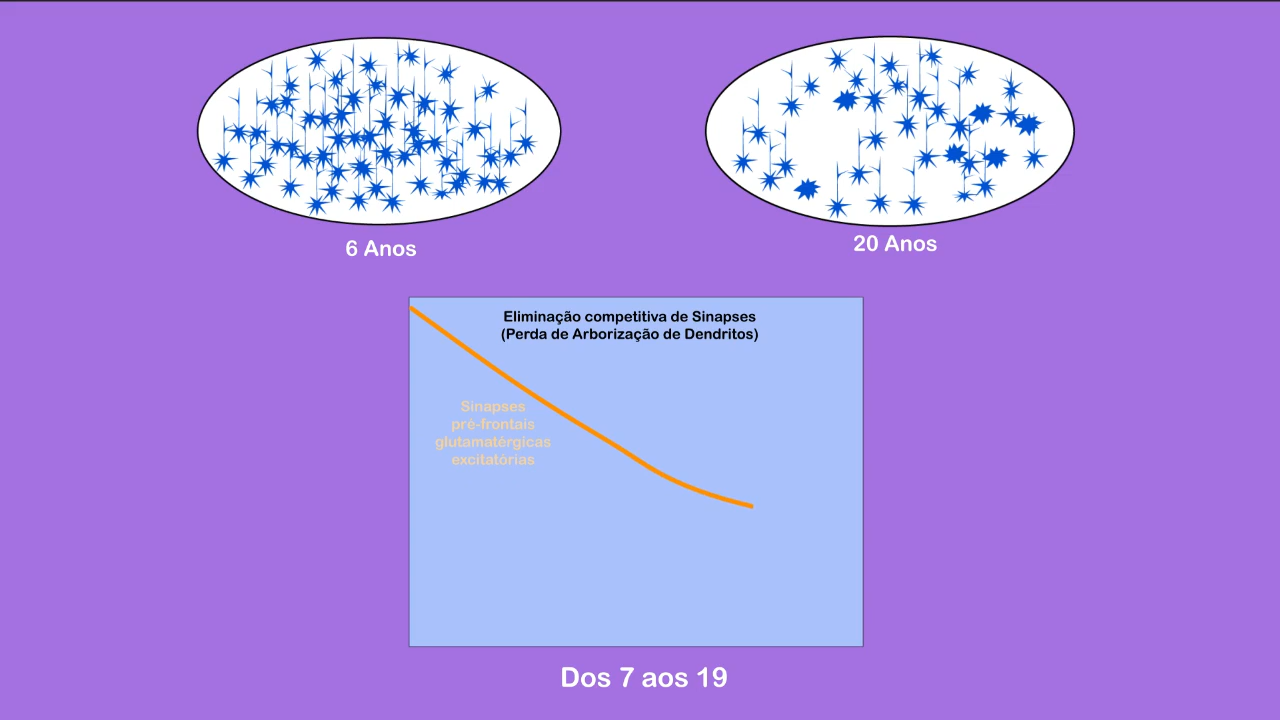 6 Anos
20 Anos
Eliminação competitiva de Sinapses
(Perda de Arborização de Dendritos)
Sinapses
pré-frontais
glutamatérgicas
excitatórias
Dos 7 aos 19